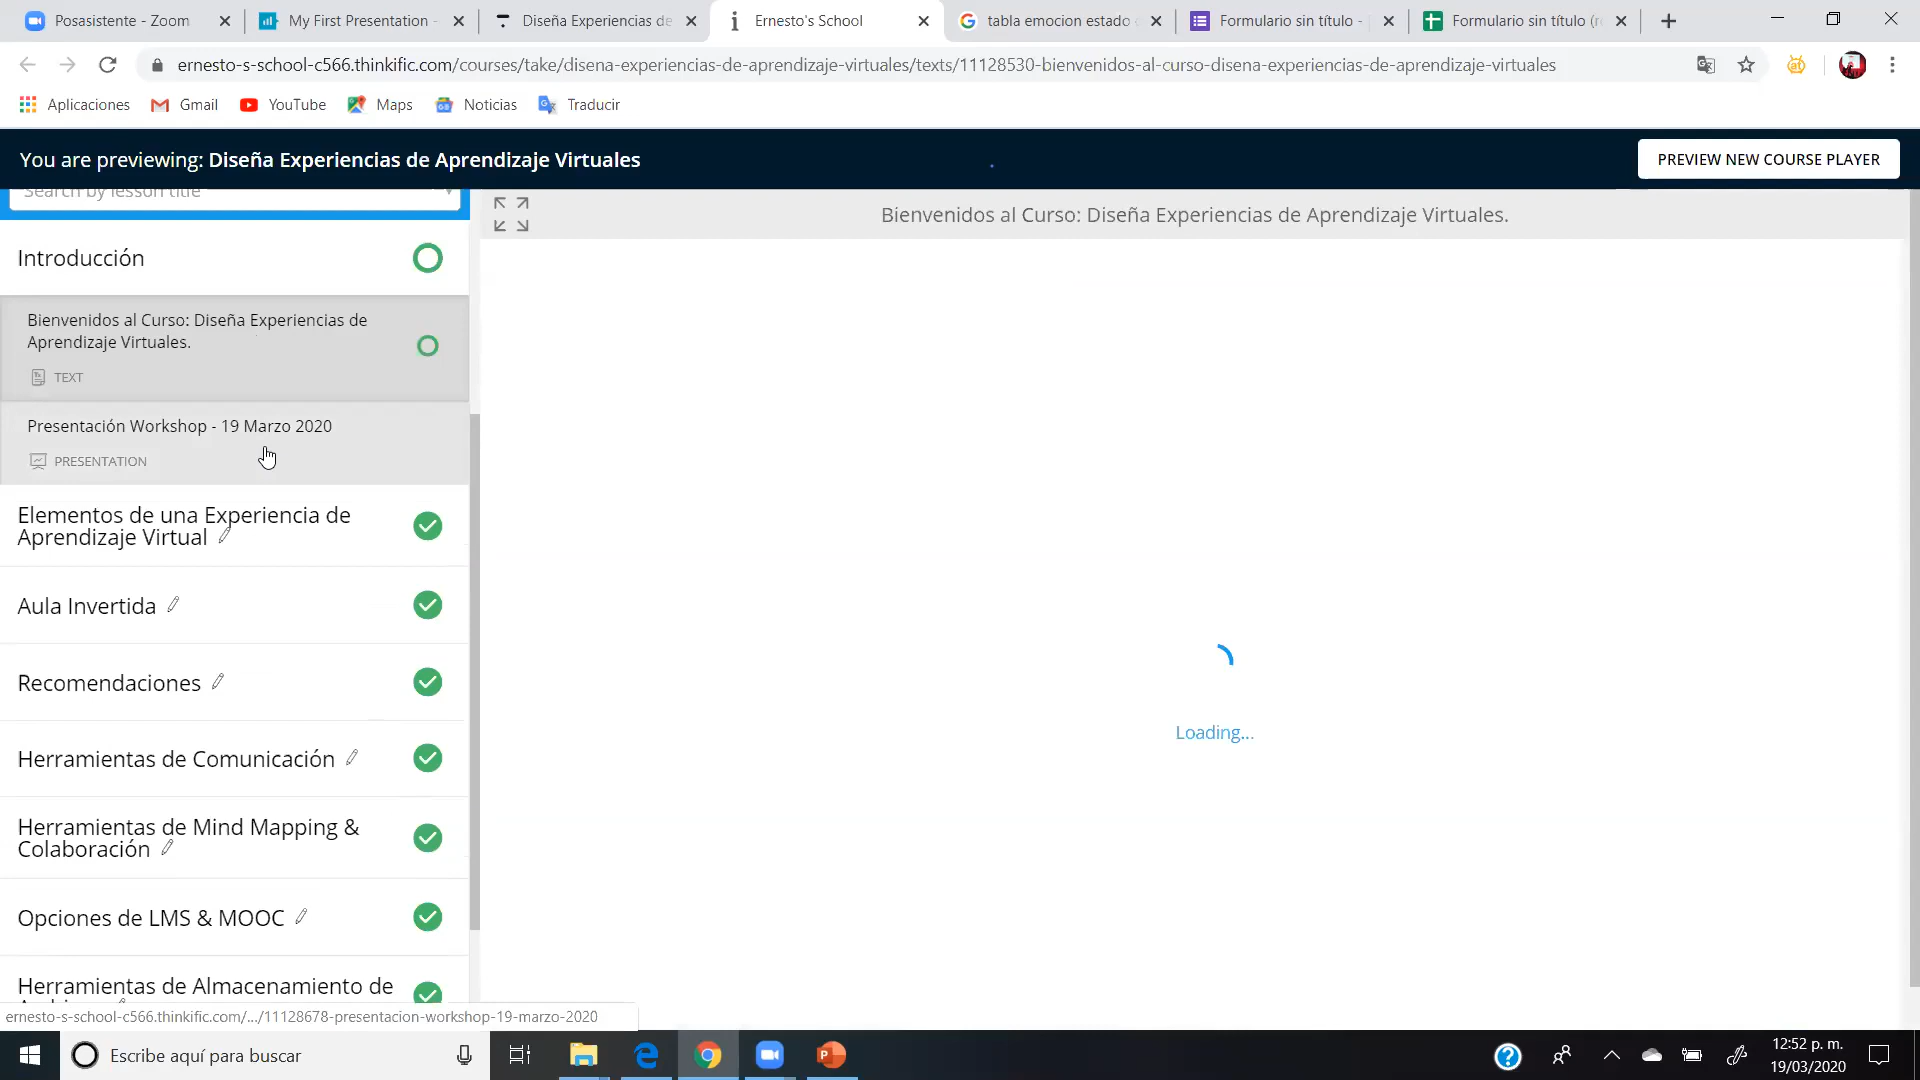 Posasistente - Zoom
My First Presentation -
Diseña Experiencias de
Ernesto's School
tabla emocion estado
Formulario sin título -
Formulario sin título (r
ernesto-s-school-c566.thinkific.com/courses/take/disena-experiencias-de-aprendizaje-virtuales/texts/11128530-bienvenidos-al-curso-disena-experiencias-de-aprendizaje-virtuales
Aplicaciones
Gmail
YouTube
Maps
Noticias
Traducir
You are previewing: Diseña Experiencias de Aprendizaje Virtuales
PREVIEW NEW COURSE PLAYER
Search by lesson title
Bienvenidos al Curso: Diseña Experiencias de Aprendizaje Virtuales.
Introducción
Bienvenidos al Curso: Diseña Experiencias de
Aprendizaje Virtuales.
TEXT
Presentación Workshop - 19 Marzo 2020
PRESENTATION
Elementos de una Experiencia de
Aprendizaje Virtual
Aula Invertida
Recomendaciones
Herramientas de Comunicación
Herramientas de Mind Mapping &
Colaboración
Opciones de LMS & MOOC
Herramientas de Almacenamiento de
Loading...
ernesto-s-school-c566.thinkific.com/.../11128678-presentacion-workshop-19-marzo-2020
Escribe aquí para buscar
12:52 p. m.
19/03/2020